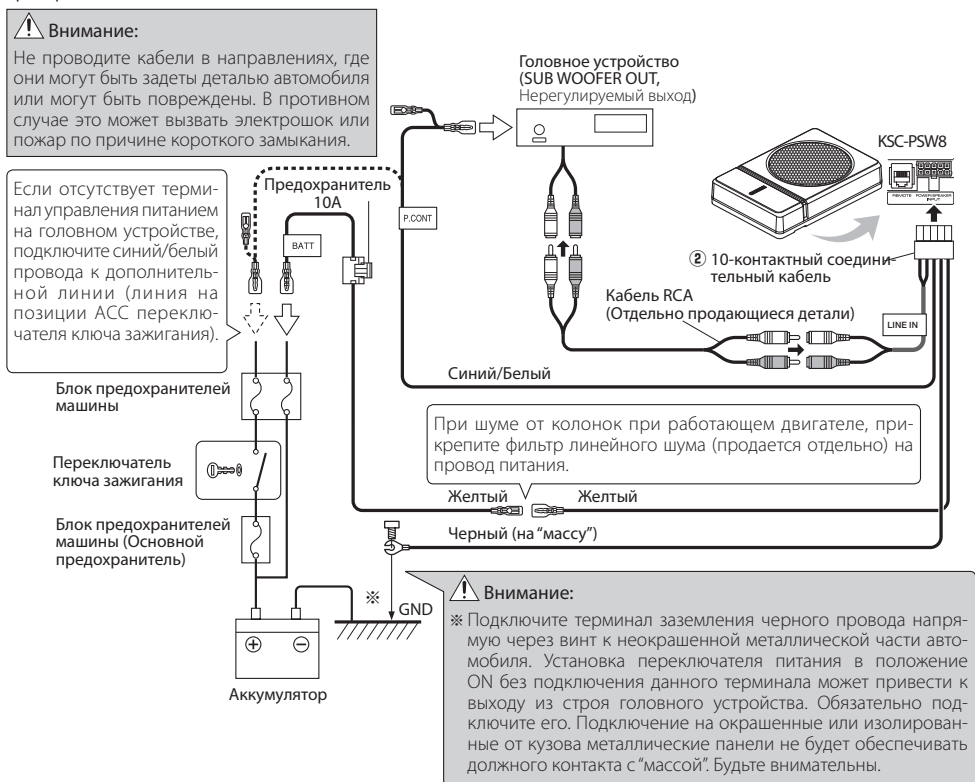 Внимание:
Не проводите кабели в направлениях, где
они могут быть задеты деталью автомобиля
или могут быть повреждены. В противном
случае это может вызвать электрошок или
пожар по причине короткого замыкания.
Головное устройство
(SUB WOOFER OUT,
Нерегулируемый выход)
KSC-PSW8
REMOTE POWER/SPEAKER
INPUT
Если отсутствует терми-
нал управления питанием
на головном устройстве,
подключите синий/белый
провода к дополнитель-
ной линии (линия на
позиции ACC переклю-
чателя ключа зажигания).
Предохранитель
10A
P.CONT
BATT
② 10-контактный соедини-
тельный кабель
Кабель RCA
(Отдельно продающиеся детали)
LINE IN
Синий/Белый
Блок предохранителей
машины
При шуме от колонок при работающем двигателе, при-
крепите фильтр линейного шума (продается отдельно) на
провод питания.
Переключатель
ключа зажигания
Желтый
Желтый
Блок предохранителей
машины (Основной
предохранитель)
Черный (на "массу")
※
GND
Аккумулятор
Внимание:
※ Подключите терминал заземления черного провода напря-
мую через винт к неокрашенной металлической части авто-
мобиля. Установка переключателя питания в положение
ON без подключения данного терминала может привести к
выходу из строя головного устройства. Обязательно под-
ключите его. Подключение на окрашенные или изолирован-
ные от кузова металлические панели не будет обеспечивать
должного контакта с "массой". Будьте внимательны.